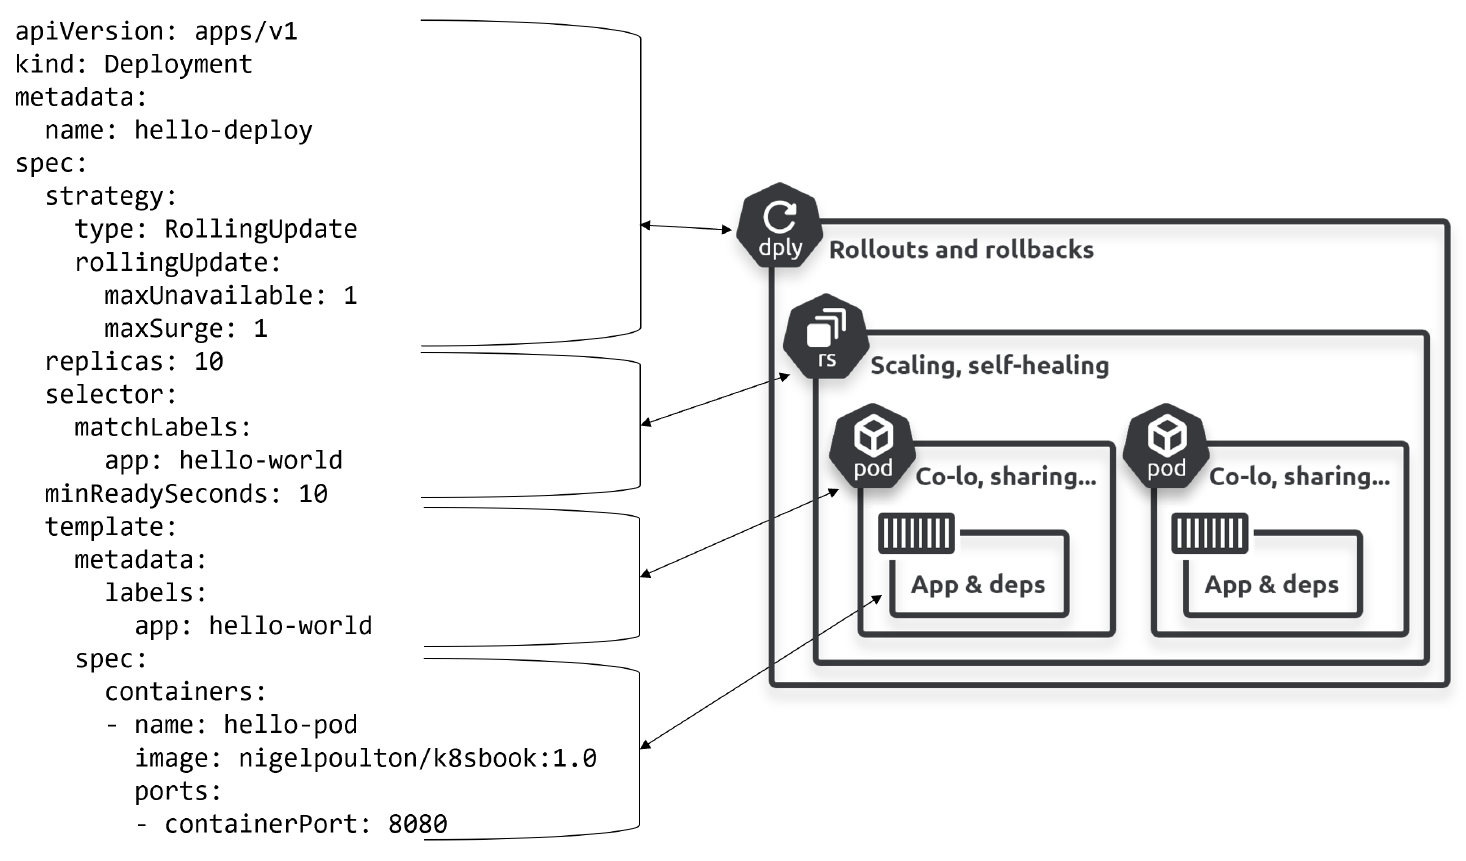 apiVersion: apps/v1
kind: Deployment
metadata:
  name: hello-deploy
spec:
  strategy:
    type: RollingUpdate
    rollingUpdate:
      maxUnavailable: 1
      maxSurge: 1
  replicas: 10
  selector:
    matchLabels:
      app: hello-world
  minReadySeconds: 10
  template:
    metadata:
      labels:
        app: hello-world
    spec:
      containers:
      - name: hello-pod
        image: nigelpoulton/k8sbook:1.0
        ports:
        - containerPort: 8080
dply
Rollouts and rollbacks
rs
Scaling, self-healing
pod
Co-lo, sharing...
App & deps
pod
Co-lo, sharing...
App & deps